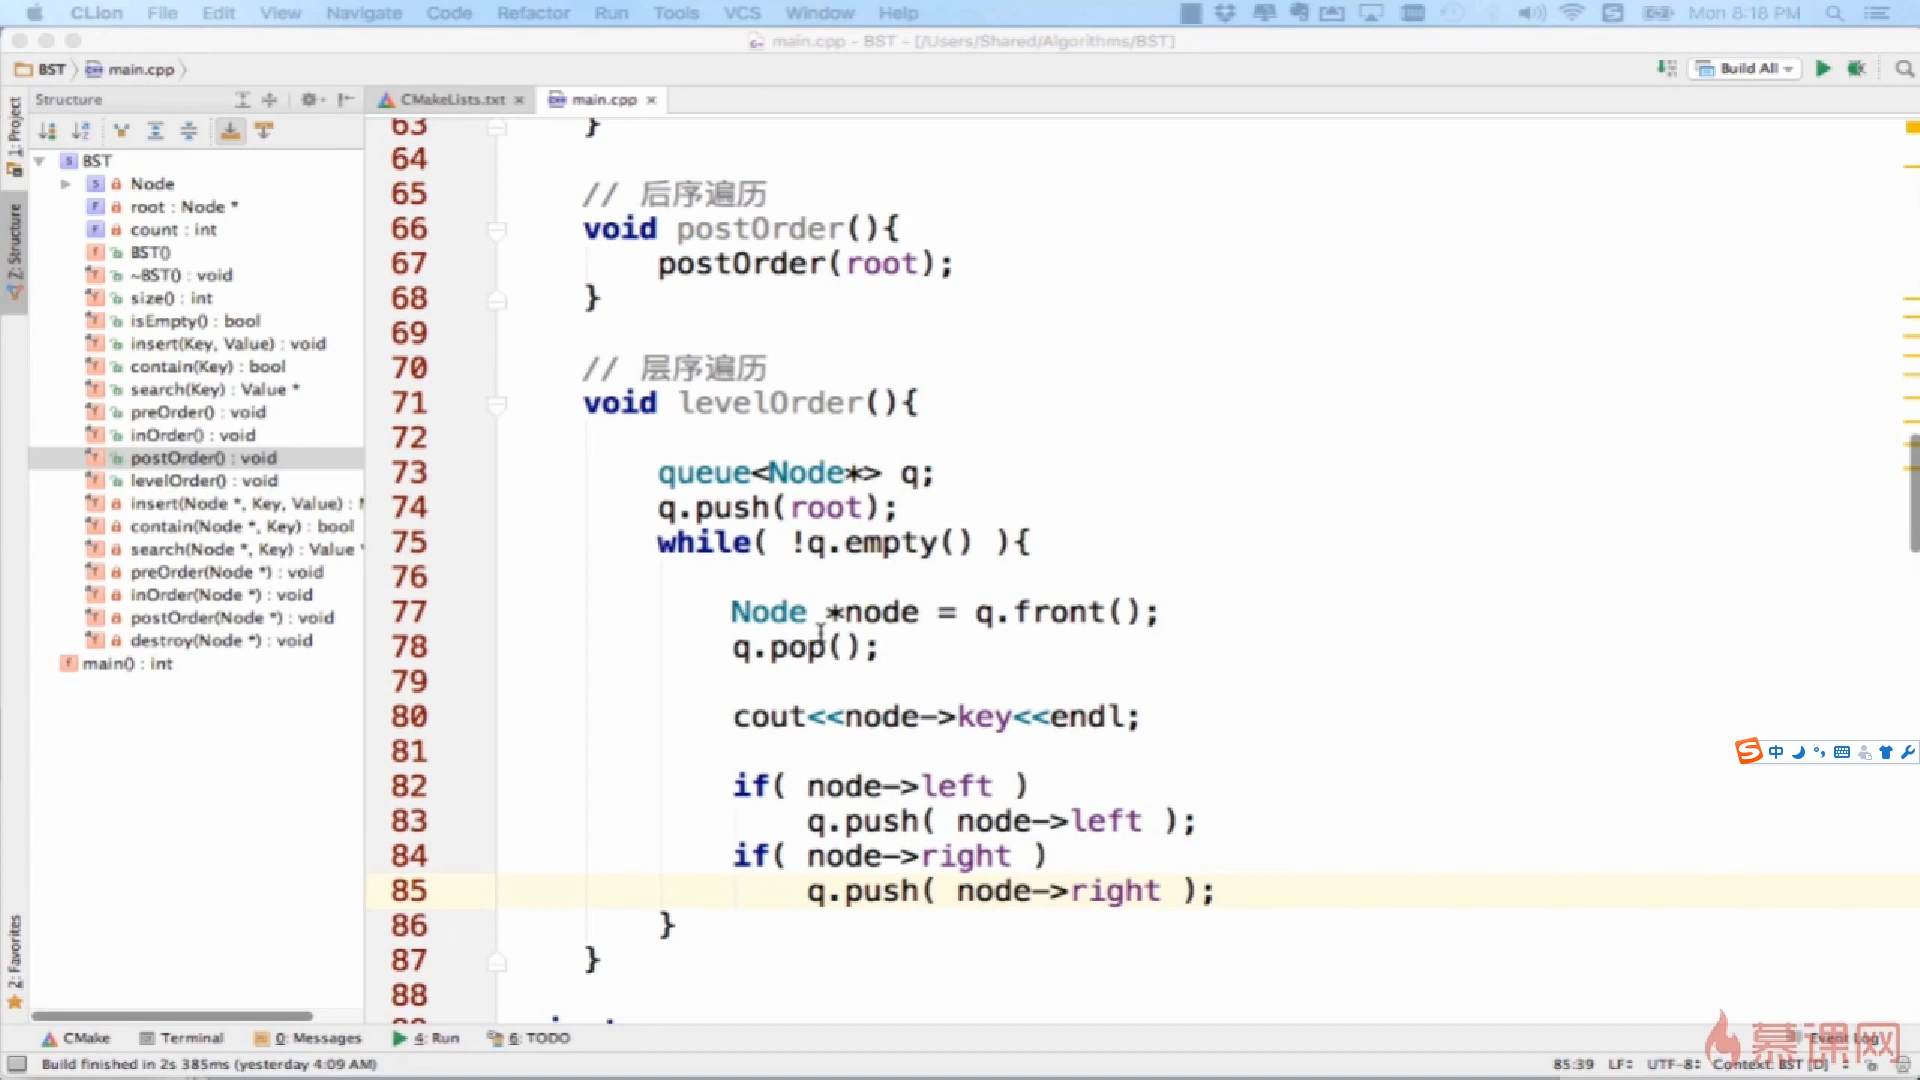 CLion File Edit View Navigate Code Refactor Run Tools VCS Window Help Mon 8:18 PM
main.cpp - BST - [/Users/Shared/Algorithms/BST]
BST main.cpp Build All
Structure CMakeLists.txt main.cpp
1: Project
Z: Structure
2: Favorites
BST
Node
root : Node *
count : int
BST()
~BST() : void
size() : int
isEmpty() : bool
insert(Key, Value) : void
contain(Key) : bool
search(Key) : Value *
preOrder() : void
inOrder() : void
postOrder() : void
levelOrder() : void
insert(Node *, Key, Value) :
contain(Node *, Key) : bool
search(Node *, Key) : Value
preOrder(Node *) : void
inOrder(Node *) : void
postOrder(Node *) : void
destroy(Node *) : void
main() : int
63 }
64
65 // 后序遍历
66 void postOrder(){
67 postOrder(root);
68 }
69
70 // 层序遍历
71 void levelOrder(){
72
73 queue<Node*> q;
74 q.push(root);
75 while( !q.empty() ){
76
77 Node *node = q.front();
78 q.pop();
79
80 cout<<node->key<<endl;
81
82 if( node->left )
83 q.push( node->left );
84 if( node->right )
85 q.push( node->right );
86 }
87 }
88
中
CMake Terminal 0: Messages 4: Run 6: TODO Event Log
慕课网
Build finished in 2s 385ms (yesterday 4:09 AM) 85:39 LF UTF-8 Context: BST [D]